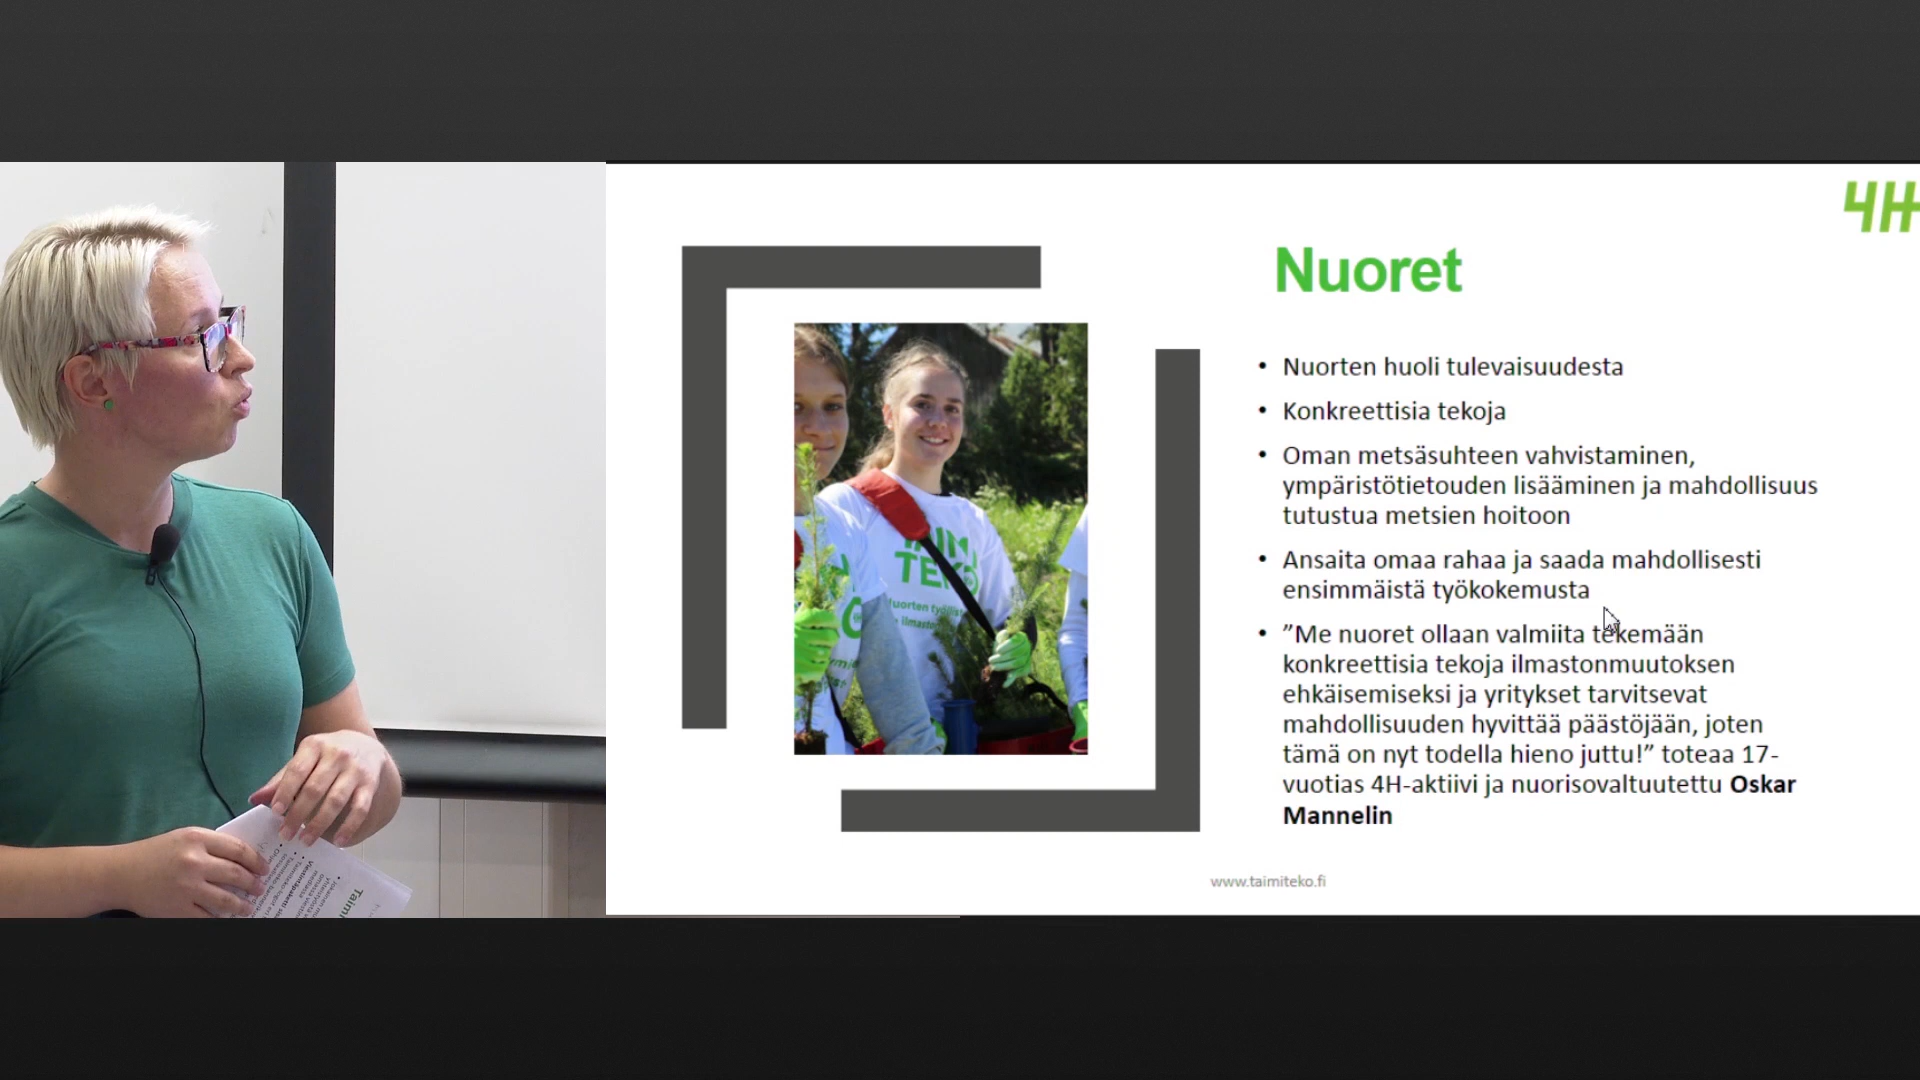 4H
Nuoret
• Nuorten huoli tulevaisuudesta
• Konkreettisia tekoja
• Oman metsäsuhteen vahvistaminen,
ympäristötietouden lisääminen ja mahdollisuus
tutustua metsien hoitoon
• Ansaita omaa rahaa ja saada mahdollisesti
ensimmäistä työkokemusta
• ”Me nuoret ollaan valmiita tekemään
konkreettisia tekoja ilmastonmuutoksen
ehkäisemiseksi ja yritykset tarvitsevat
mahdollisuuden hyvittää päästöjään, joten
tämä on nyt todella hieno juttu!” toteaa 17-
vuotias 4H-aktiivi ja nuorisovaltuutettu Oskar
Mannelin
www.taimiteko.fi